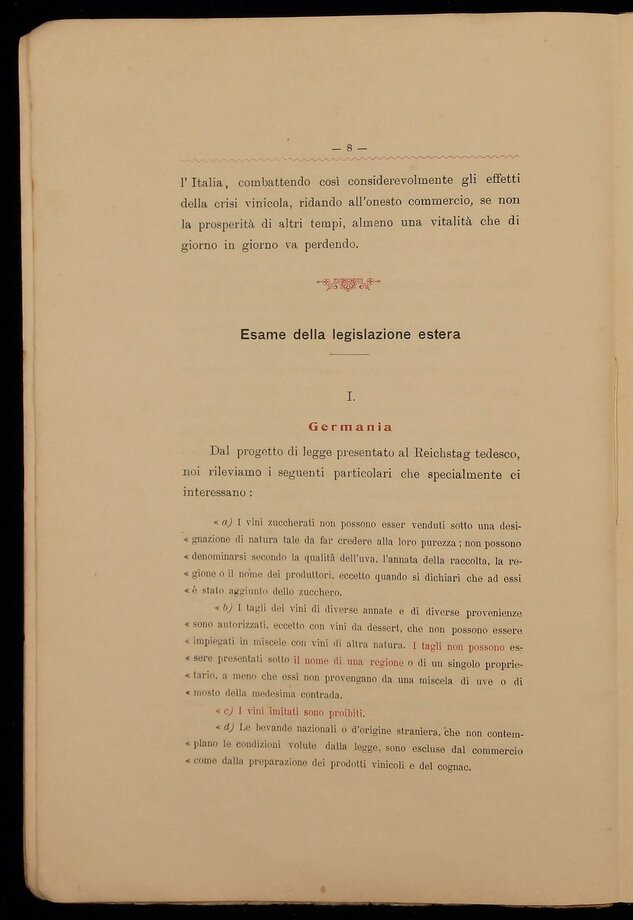 — 8 —
l'Italia, combattendo così considerevolmente gli effetti
della crisi vinicola, ridando all'onesto commercio, se non
la prosperità di altri tempi, almeno una vitalità che di
giorno in giorno va perdendo.
Esame della legislazione estera
I.
Germania
Dal progetto di legge presentato al Reichstag tedesco,
noi rileviamo i seguenti particolari che specialmente ci
interessano :
« a) I vini zuccherati non possono esser venduti sotto una desi-
« gnazione di natura tale da far credere alla loro purezza ; non possono
« denominarsi secondo la qualità dell'uva, l'annata della raccolta, la re-
« gione o il nome dei produttori, eccetto quando si dichiari che ad essi
« è stato aggiunto dello zucchero.
« b) I tagli dei vini di diverse annate e di diverse provenienze
« sono autorizzati, eccetto con vini da dessert, che non possono essere
« impiegati in miscele con vini di altra natura. I tagli non possono es-
« sere presentati sotto il nome di una regione o di un singolo proprie-
« tario, a meno che essi non provengano da una miscela di uve o di
« mosto della medesima contrada.
« c) I vini imitati sono proibiti.
« d) Le bevande nazionali o d'origine straniera, che non contem-
« plano le condizioni volute dalla legge, sono escluse dal commercio
« come dalla preparazione dei prodotti vinicoli e del cognac.